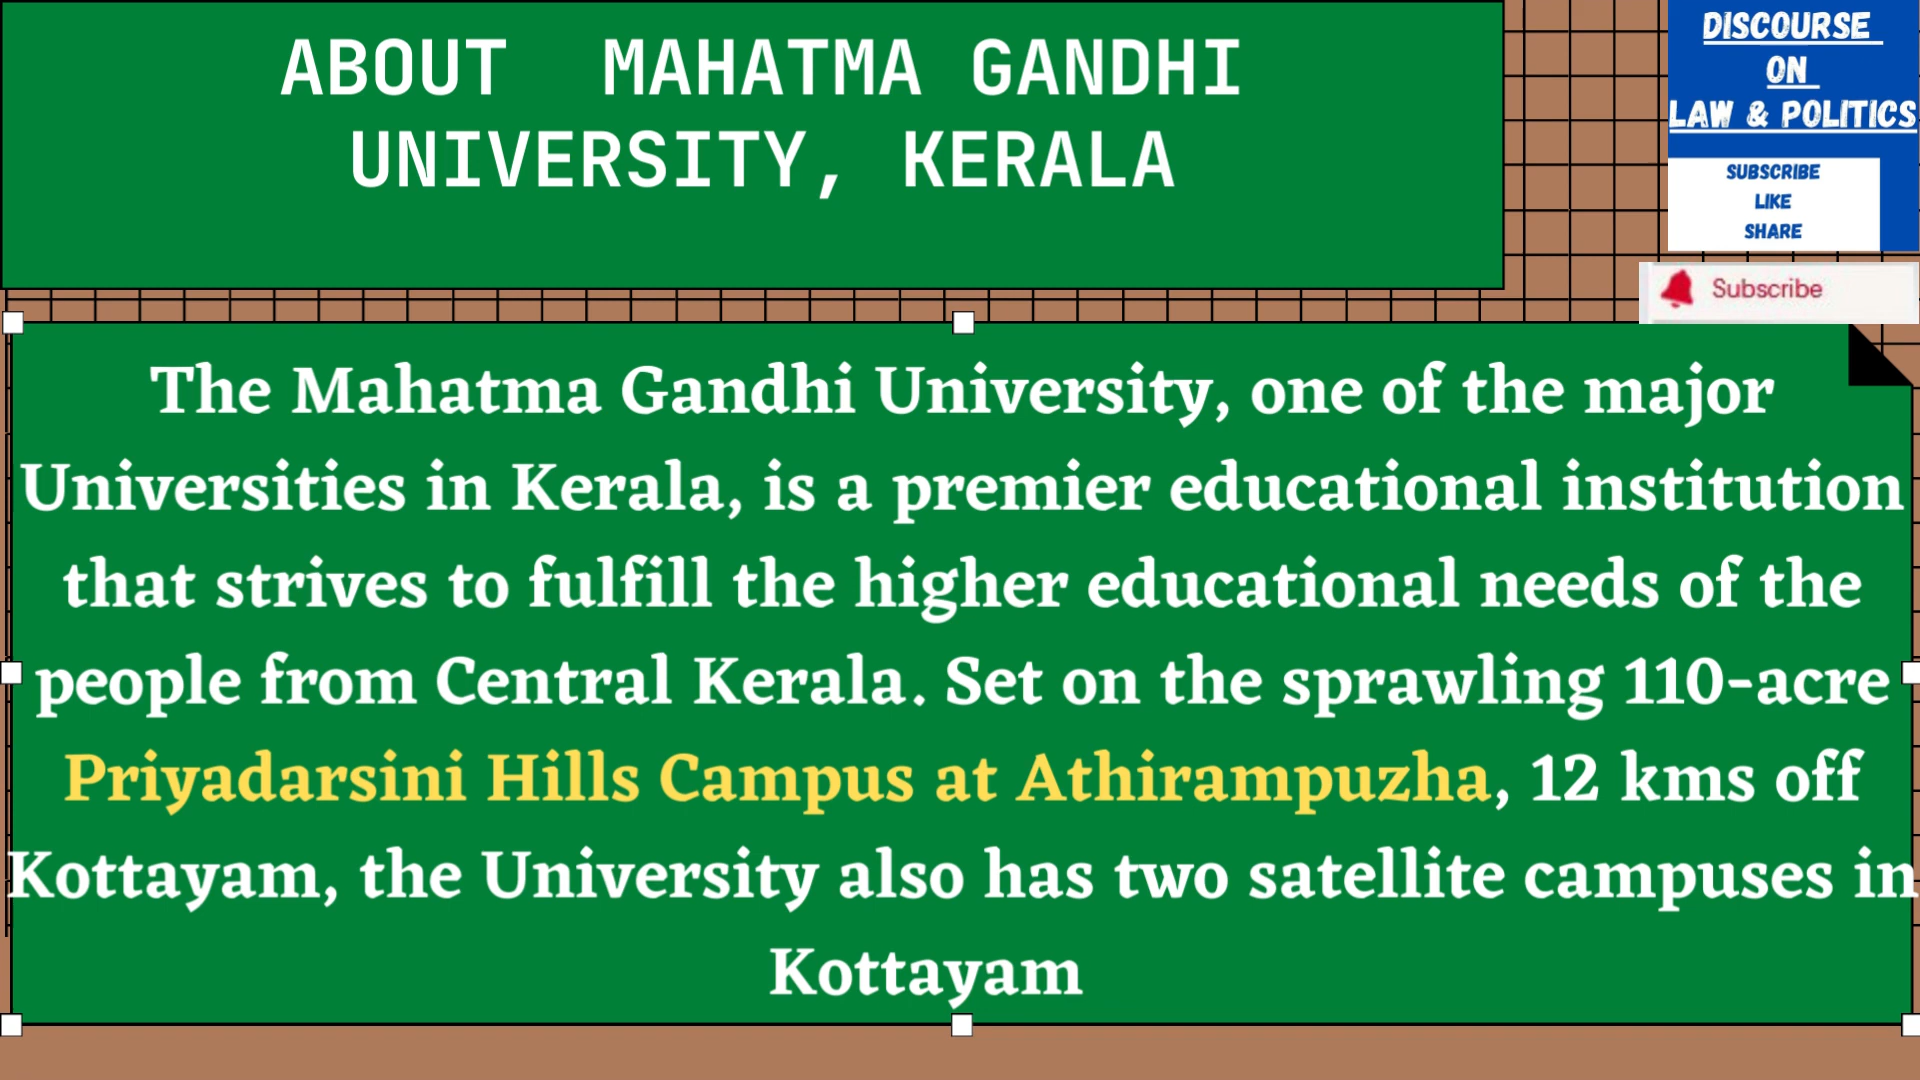 ABOUT MAHATMA GANDHI
UNIVERSITY, KERALA
DISCOURSE
ON
LAW & POLITICS
SUBSCRIBE
LIKE
SHARE
Subscribe
The Mahatma Gandhi University, one of the major
Universities in Kerala, is a premier educational institution
that strives to fulfill the higher educational needs of the
people from Central Kerala. Set on the sprawling 110-acre
Priyadarsini Hills Campus at Athirampuzha, 12 kms off
Kottayam, the University also has two satellite campuses in
Kottayam